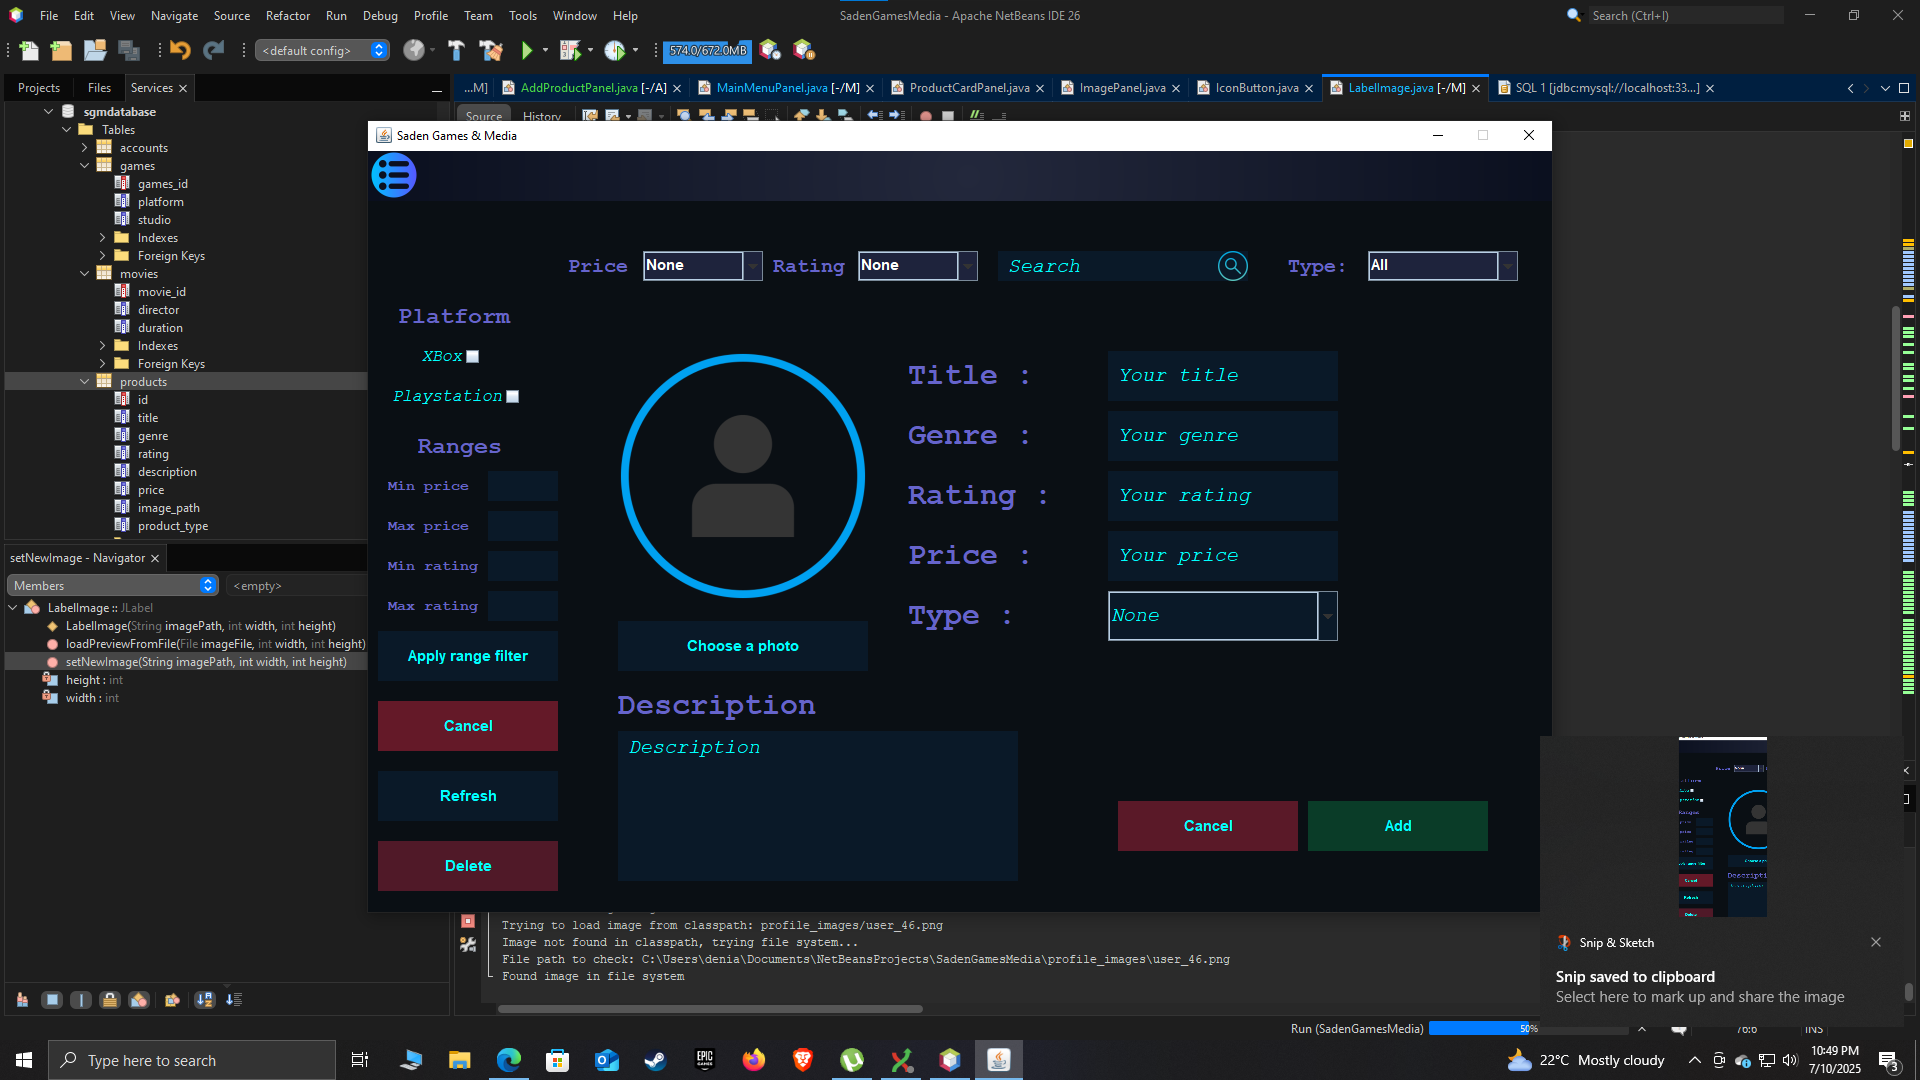 File Edit View Navigate Source Refactor Run Debug Profile Team Tools Window Help
SadenGamesMedia - Apache NetBeans IDE 26
Search (Ctrl+I)
<default config>
574.0/672.0MB
Projects Files Services
...M] AddProductPanel.java [-/A] MainMenuPanel.java [-/M] ProductCardPanel.java ImagePanel.java IconButton.java LabelImage.java [-/M] SQL 1 [jdbc:mysql://localhost:33...]
Source History
sgmdatabase
Tables
accounts
games
games_id
platform
studio
Indexes
Foreign Keys
movies
movie_id
director
duration
Indexes
Foreign Keys
products
id
title
genre
rating
description
price
image_path
product_type
setNewImage - Navigator
Members
<empty>
LabelImage :: JLabel
LabelImage(String imagePath, int width, int height)
loadPreviewFromFile(File imageFile, int width, int height)
setNewImage(String imagePath, int width, int height)
height : int
width : int
Saden Games & Media
Price None Rating None Search Type: All
Platform
XBox
Playstation
Ranges
Min price
Max price
Min rating
Max rating
Apply range filter
Cancel
Refresh
Delete
Choose a photo
Title : Your title
Genre : Your genre
Rating : Your rating
Price : Your price
Type : None
Description
Description
Cancel
Add
Trying to load image from classpath: profile_images/user_46.png
Image not found in classpath, trying file system...
File path to check: C:\Users\denia\Documents\NetBeansProjects\SadenGamesMedia\profile_images\user_46.png
Found image in file system
Snip & Sketch
Snip saved to clipboard
Select here to mark up and share the image
Run (SadenGamesMedia) 50% 76:6 INS
Type here to search
EPIC GAMES
22°C Mostly cloudy
10:49 PM
7/10/2025
3